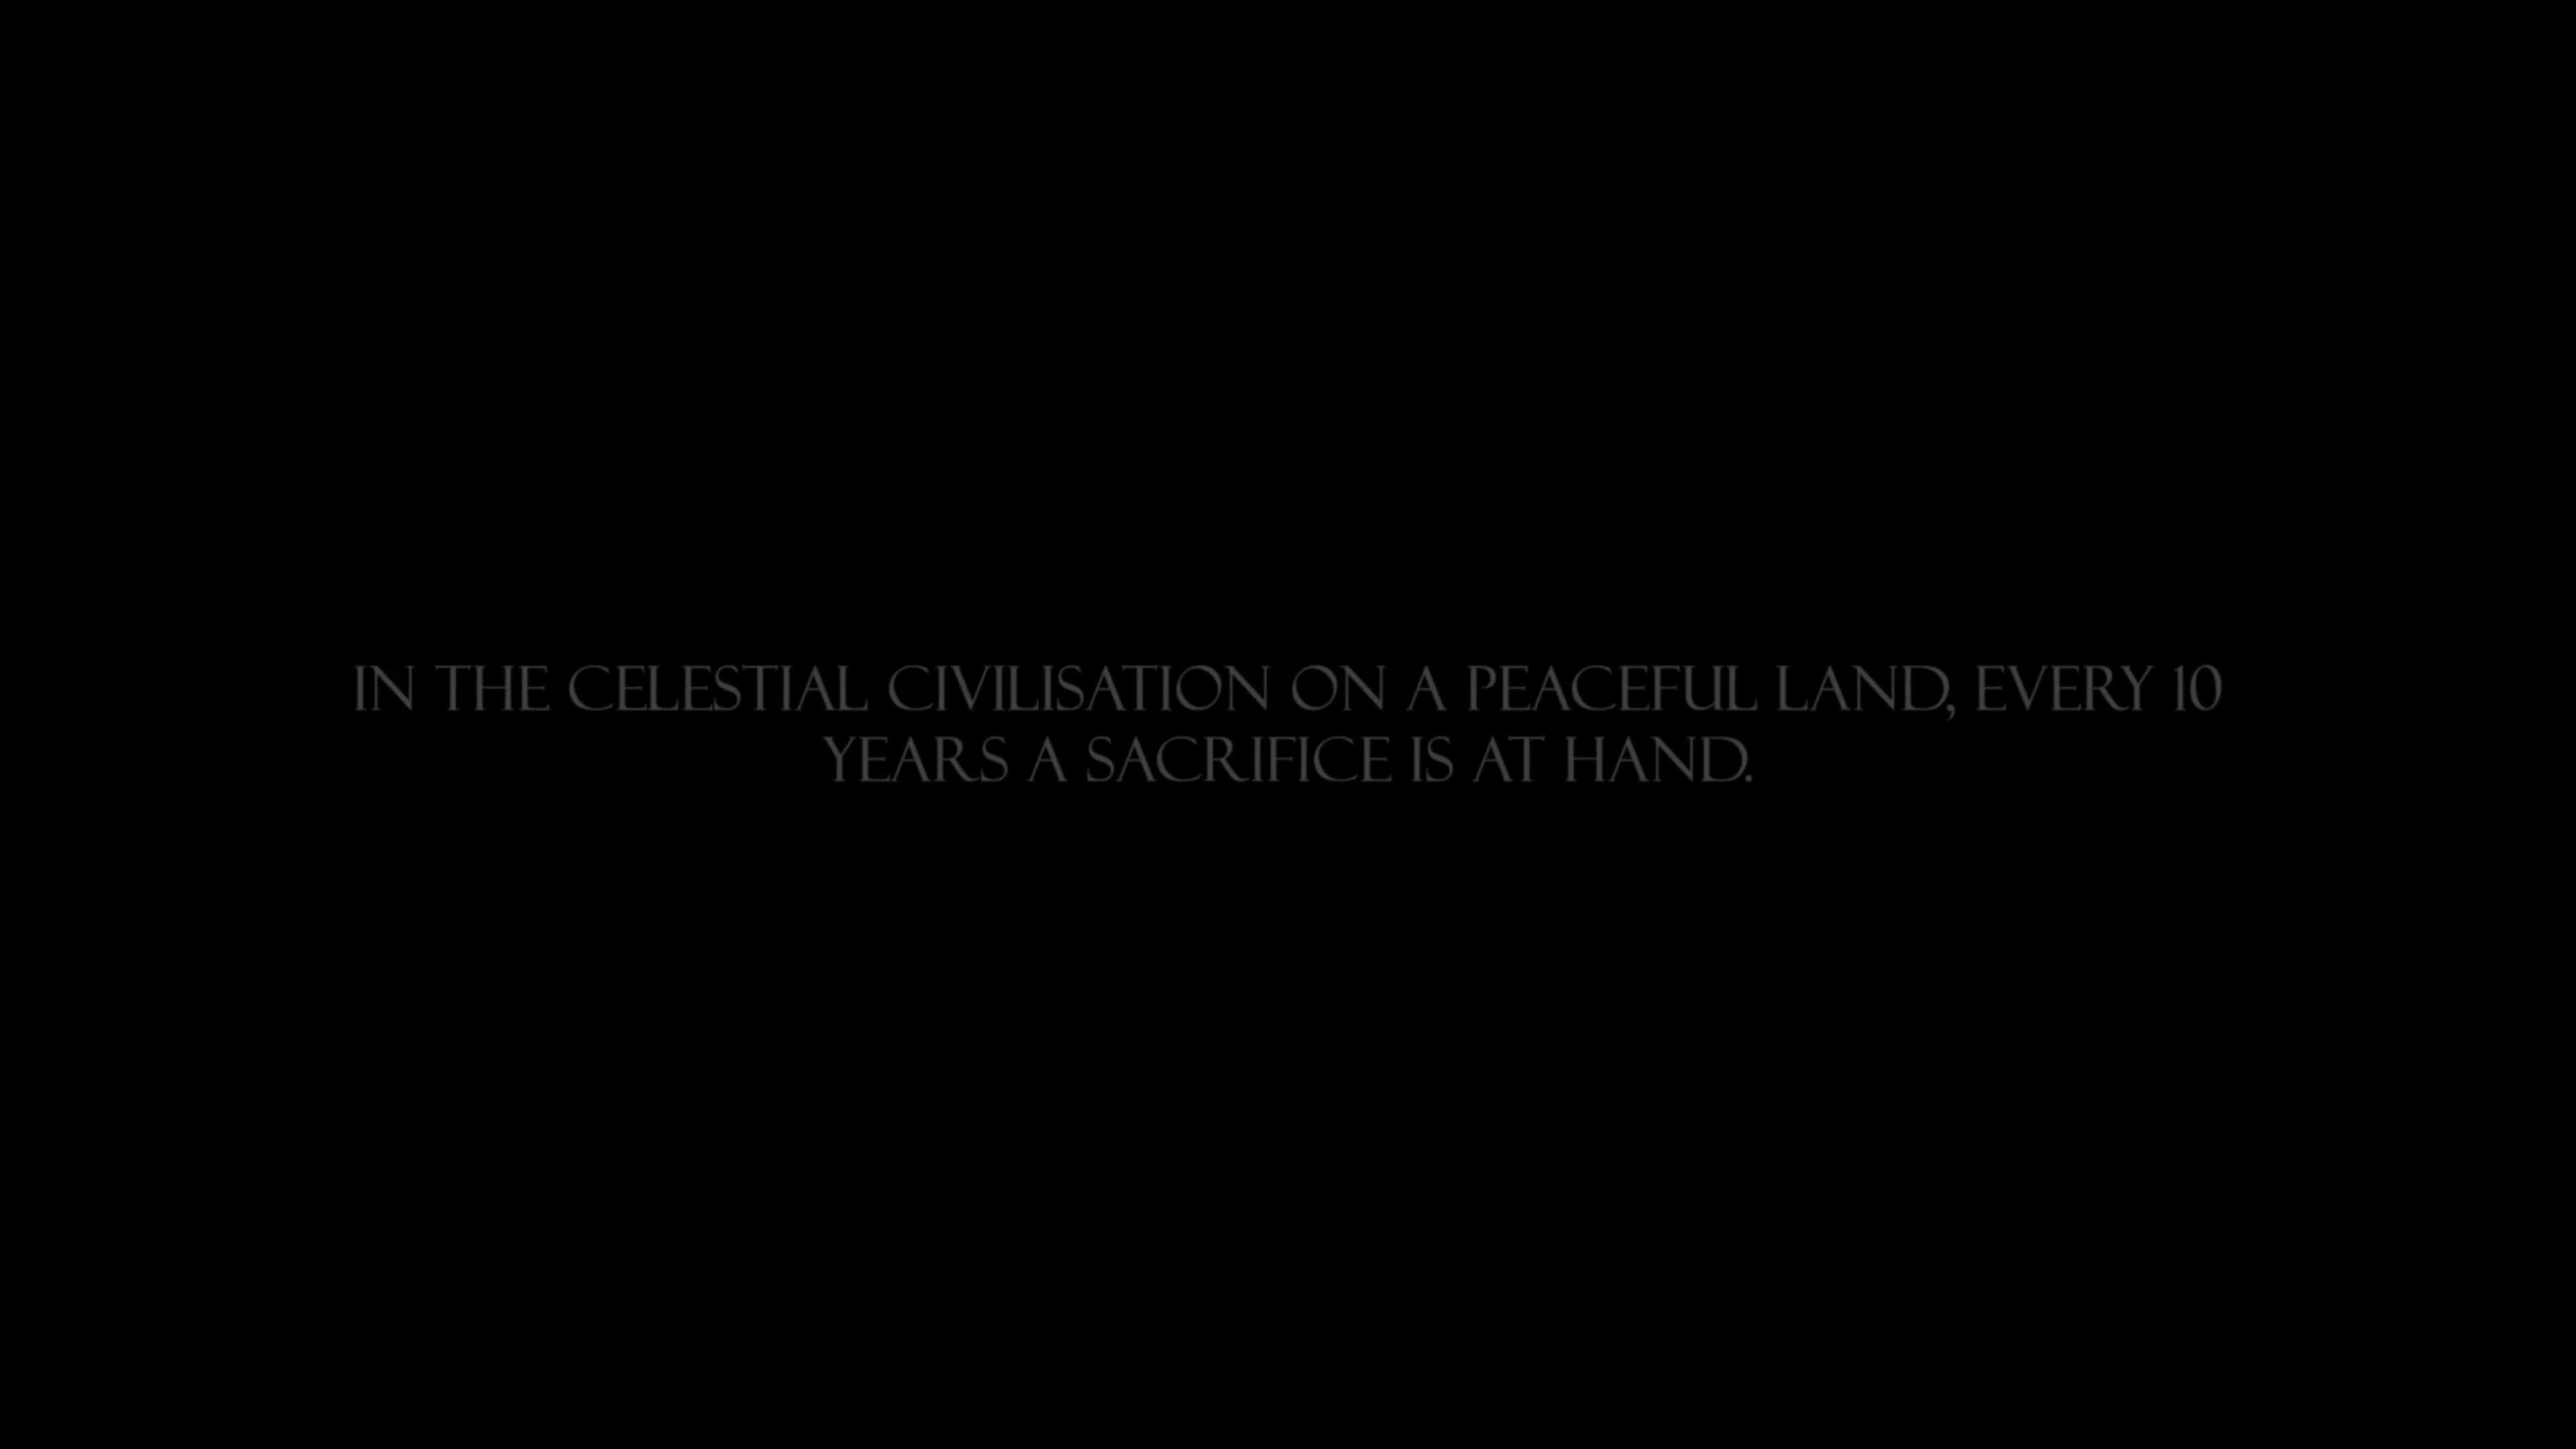 IN THE CELESTIAL CIVILISATION ON A PEACEFUL LAND, EVERY 10
YEARS A SACRIFICE IS AT HAND.